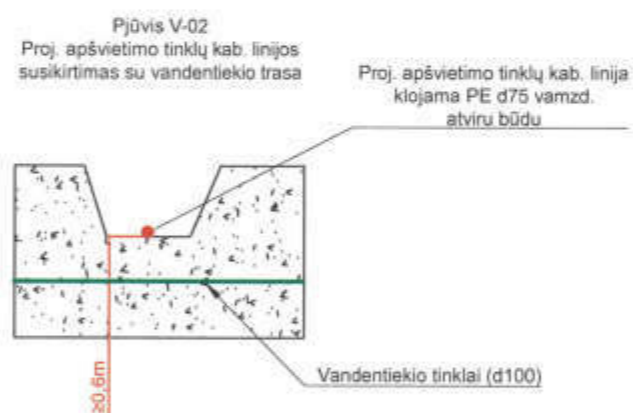 Pjūvis V-02
Proj. apšvietimo tinklų kab. linijos
susikirtimas su vandentiekio trasa
Proj. apšvietimo tinklų kab. linija
klojama PE d75 vamzd.
atviru būdu
Vandentiekio tinklai (d100)
≥0,6m